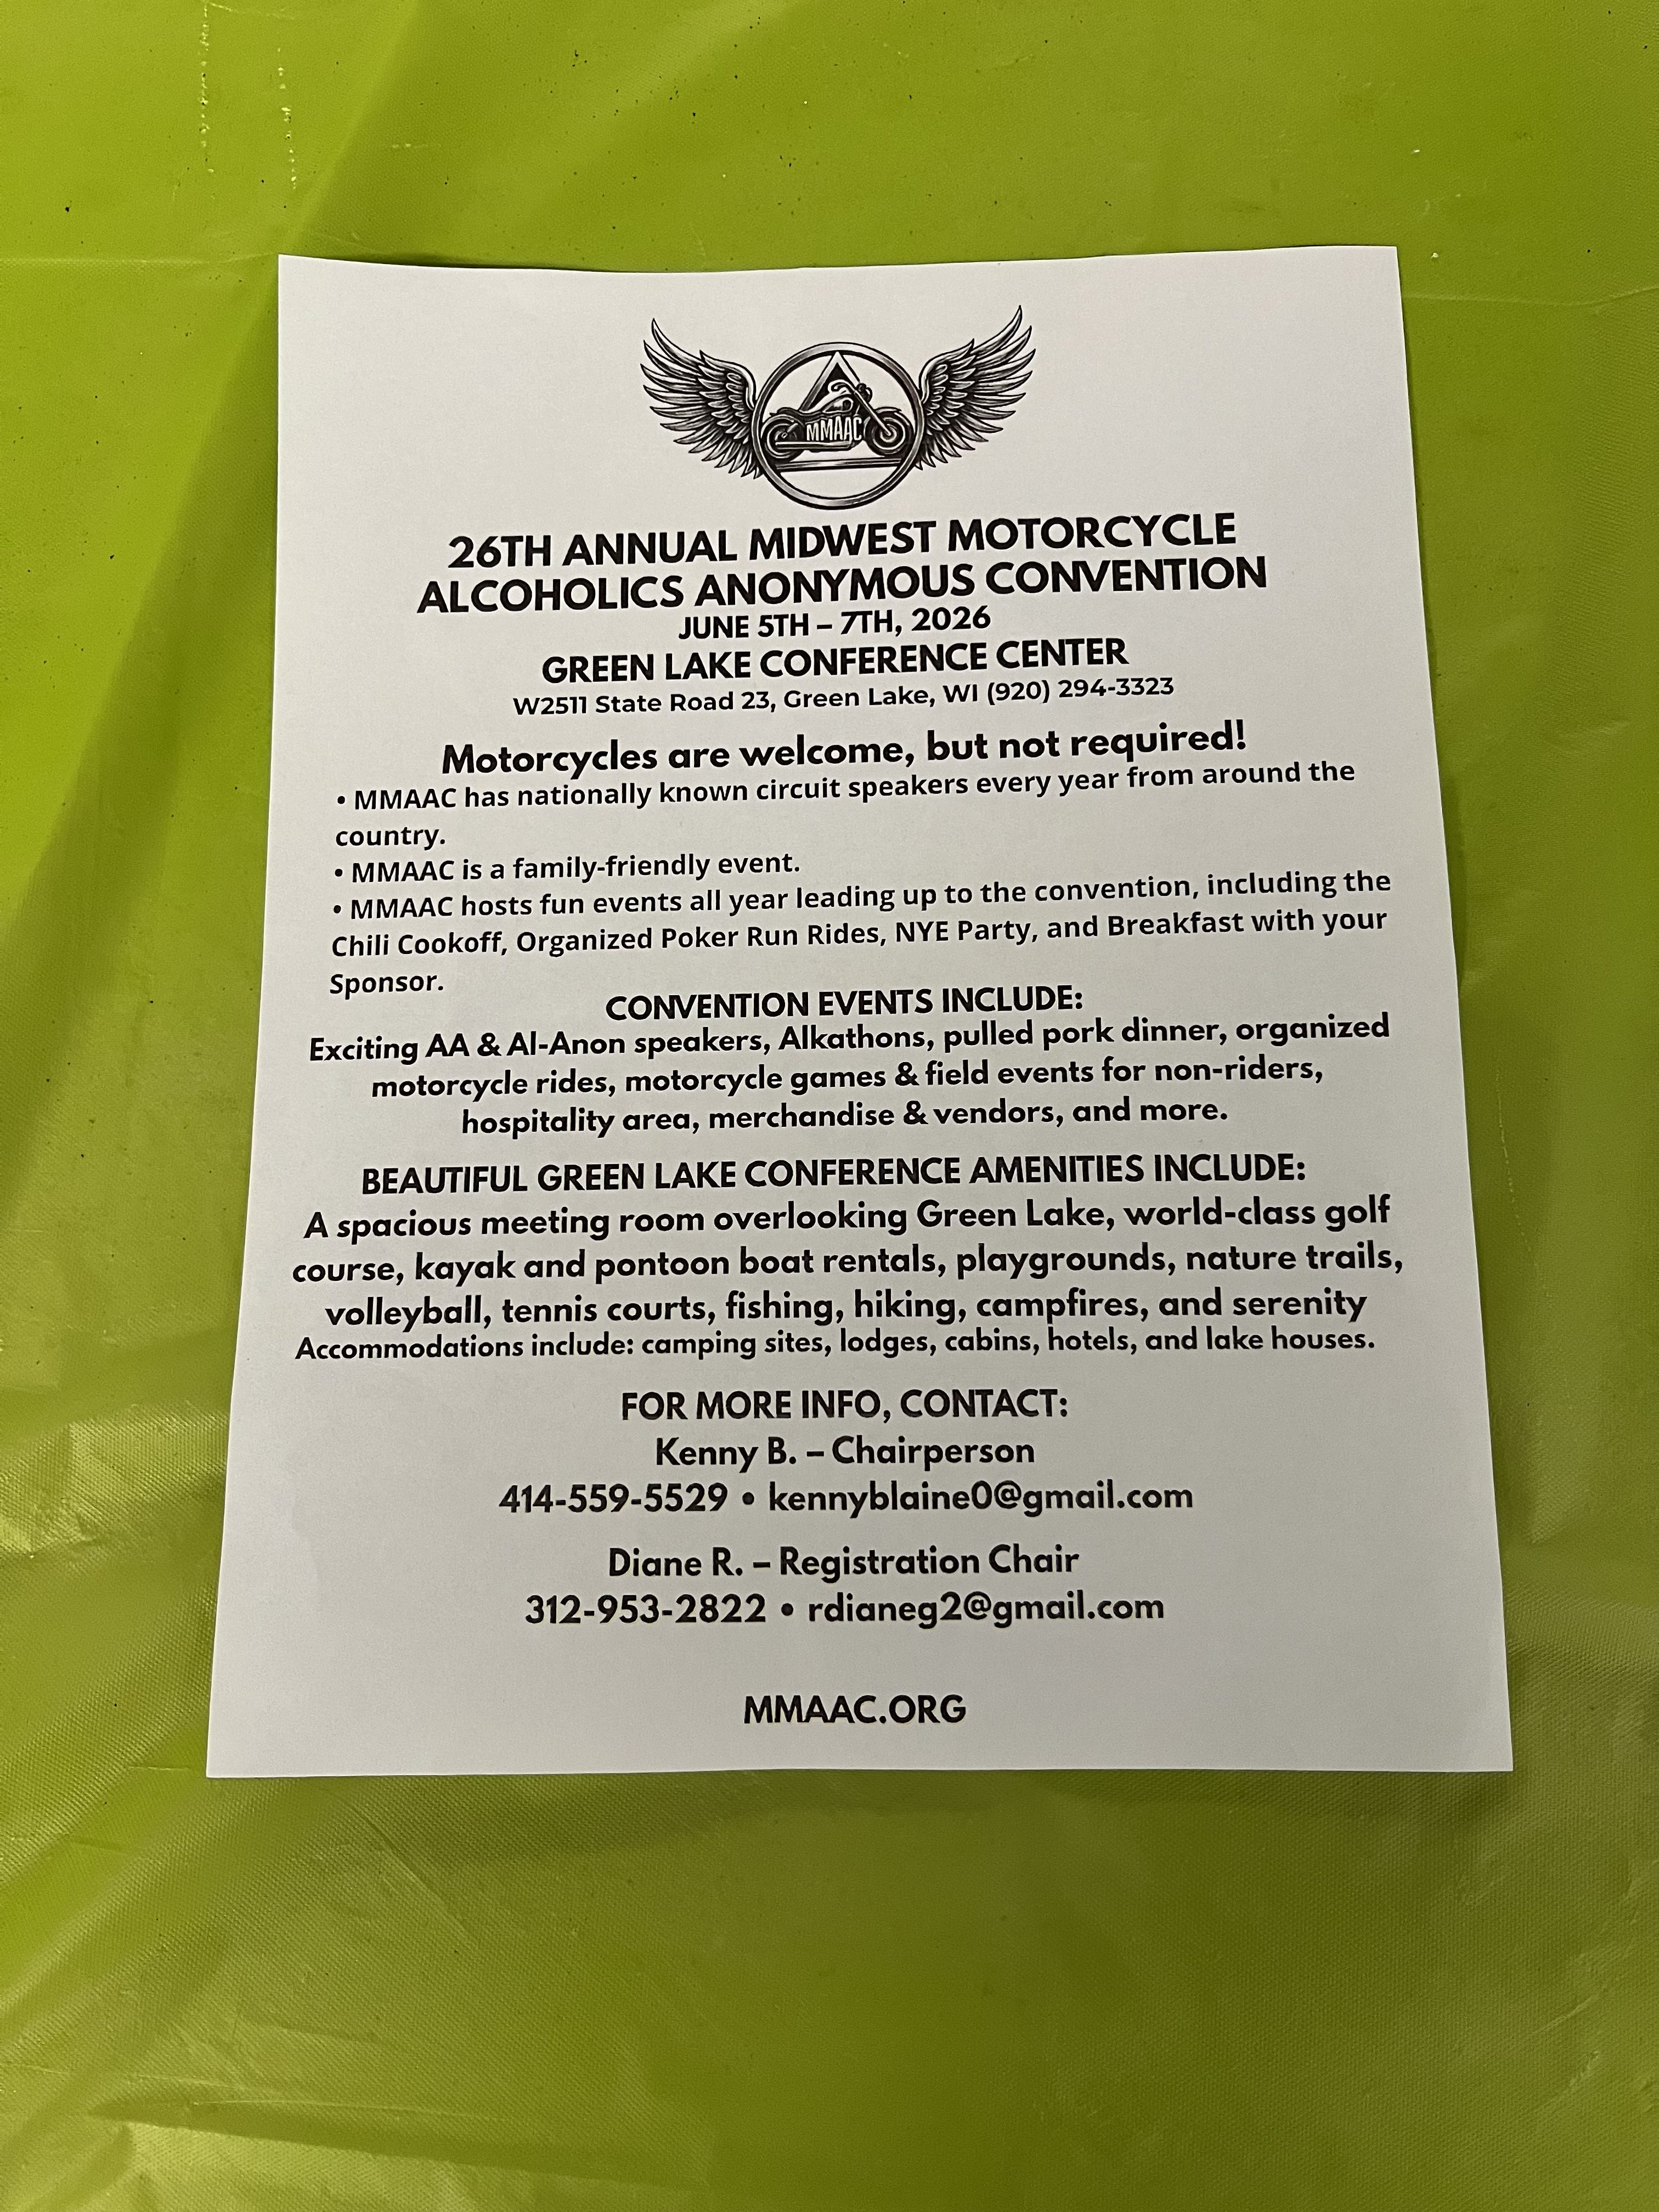 MMAAC
26TH ANNUAL MIDWEST MOTORCYCLE
ALCOHOLICS ANONYMOUS CONVENTION
JUNE 5TH – 7TH, 2026
GREEN LAKE CONFERENCE CENTER
W2511 State Road 23, Green Lake, WI (920) 294-3323
Motorcycles are welcome, but not required!
• MMAAC has nationally known circuit speakers every year from around the
country.
• MMAAC is a family-friendly event.
• MMAAC hosts fun events all year leading up to the convention, including the
Chili Cookoff, Organized Poker Run Rides, NYE Party, and Breakfast with your
Sponsor.
CONVENTION EVENTS INCLUDE:
Exciting AA & Al-Anon speakers, Alkathons, pulled pork dinner, organized
motorcycle rides, motorcycle games & field events for non-riders,
hospitality area, merchandise & vendors, and more.
BEAUTIFUL GREEN LAKE CONFERENCE AMENITIES INCLUDE:
A spacious meeting room overlooking Green Lake, world-class golf
course, kayak and pontoon boat rentals, playgrounds, nature trails,
volleyball, tennis courts, fishing, hiking, campfires, and serenity
Accommodations include: camping sites, lodges, cabins, hotels, and lake houses.
FOR MORE INFO, CONTACT:
Kenny B. – Chairperson
414-559-5529 • kennyblaine0@gmail.com
Diane R. – Registration Chair
312-953-2822 • rdianeg2@gmail.com
MMAAC.ORG